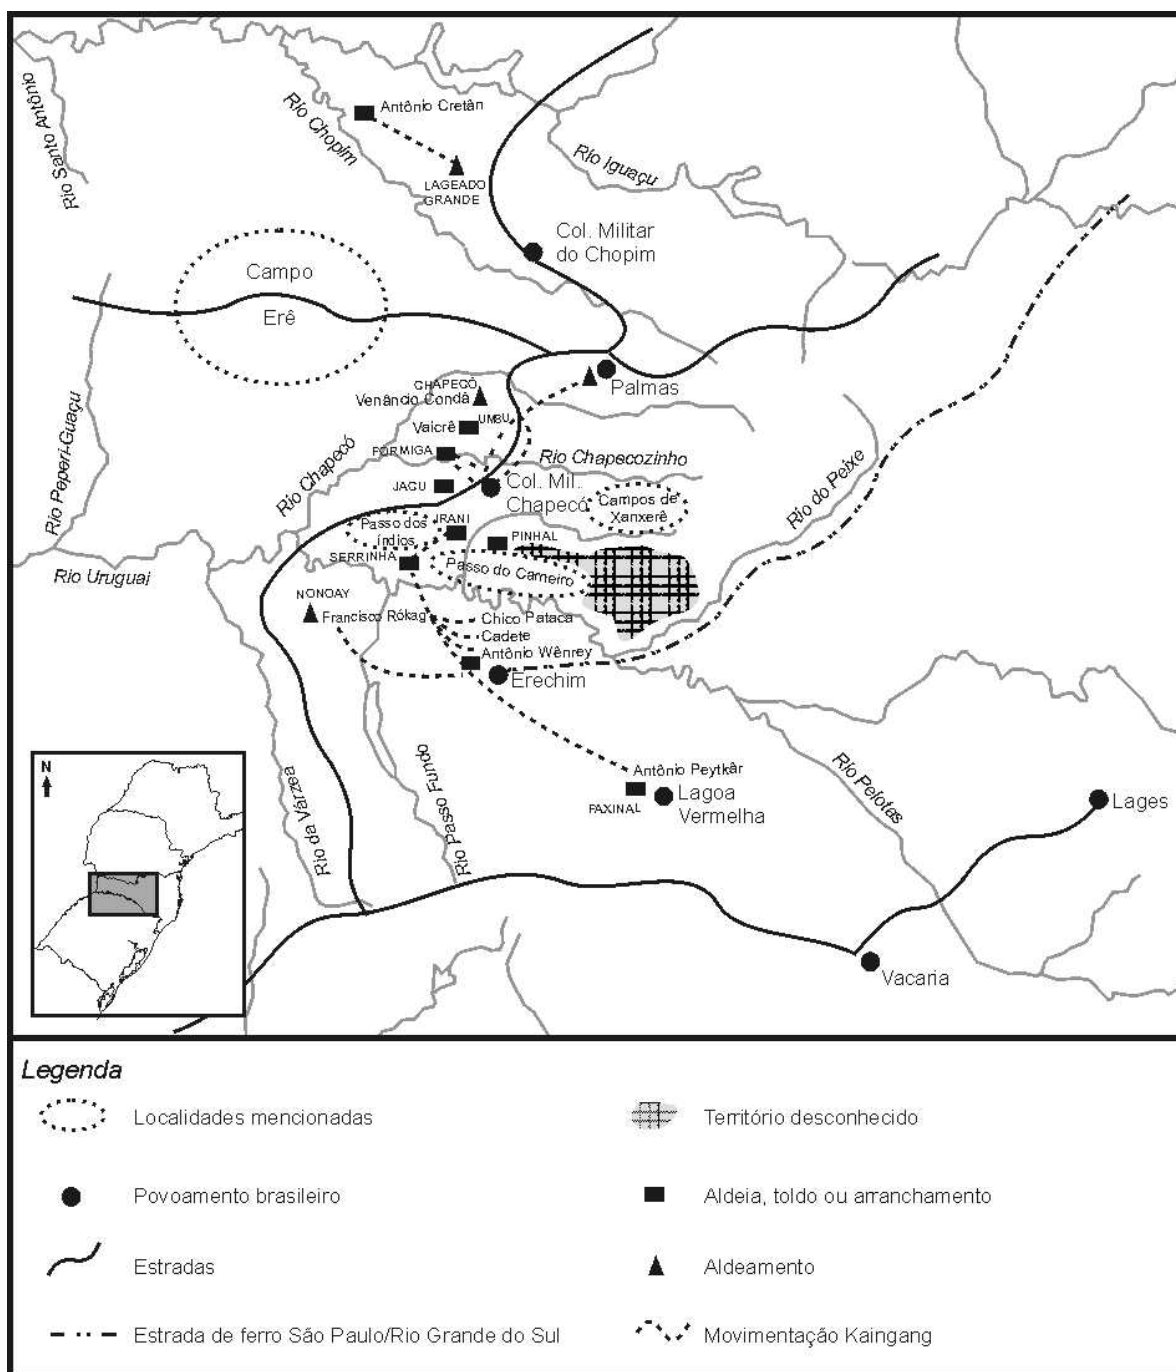 Rio Santo Antônio
Rio Chopim
Antônio Cretân
LAGEADO
GRANDE
Rio Iguaçu
Col. Militar
do Chopim
Campo
Erê
Palmas
CHAPECÓ
Venâncio Condâ
UMBU
Vaicrê
FORMIGA
Rio Chapecó
Rio Chapecozinho
JACU
Col. Mil.
Chapecó
Campos de
Xanxerê
Rio do Peixe
Rio Peperi-Guaçu
Passo dos
índios
IRANI
PINHAL
SERRINHA
Passo do Carneiro
Rio Uruguai
NONOAY
Francisco Rókag
Chico Pataca
Cadete
Antônio Wênrey
Erechim
Rio da Várzea
Rio Passo Fundo
Antônio Peytkâr
FAXINAL
Lagoa
Vermelha
Rio Pelotas
Lages
Vacaria
N
Legenda
Localidades mencionadas
Território desconhecido
Povoamento brasileiro
Aldeia, toldo ou arranchamento
Estradas
Aldeamento
Estrada de ferro São Paulo/Rio Grande do Sul
Movimentação Kaingang